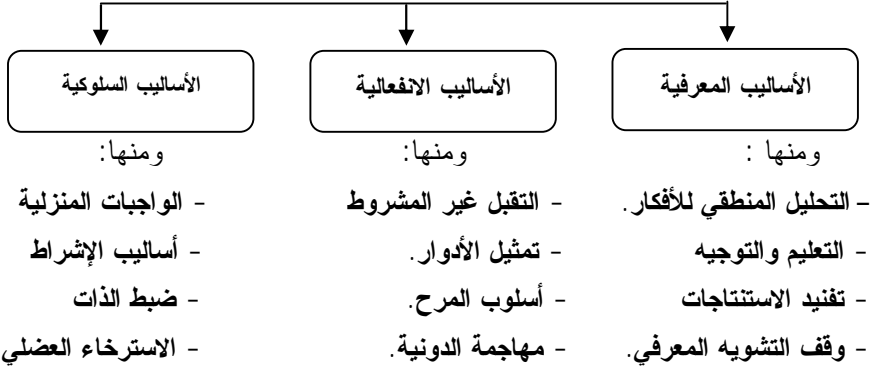 الأساليب المعرفية
ومنها :
– التحليل المنطقي للأفكار.
- التعليم والتوجيه
- تفنيد الاستنتاجات
- وقف التشويه المعرفي.
الأساليب الانفعالية
ومنها:
- التقبل غير المشروط
- تمثيل الأدوار.
- أسلوب المرح.
- مهاجمة الدونية.
الأساليب السلوكية
ومنها:
- الواجبات المنزلية
- أساليب الإشراط
- ضبط الذات
- الاسترخاء العضلي